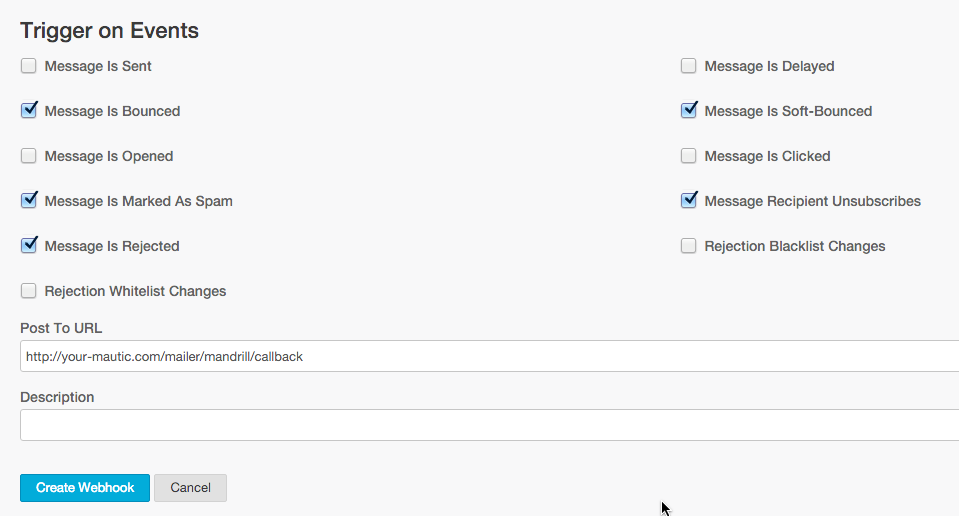 Trigger on Events
Message Is Sent
Message Is Delayed
Message Is Bounced
Message Is Soft-Bounced
Message Is Opened
Message Is Clicked
Message Is Marked As Spam
Message Recipient Unsubscribes
Message Is Rejected
Rejection Blacklist Changes
Rejection Whitelist Changes
Post To URL
http://your-mautic.com/mailer/mandrill/callback
Description
Create Webhook
Cancel